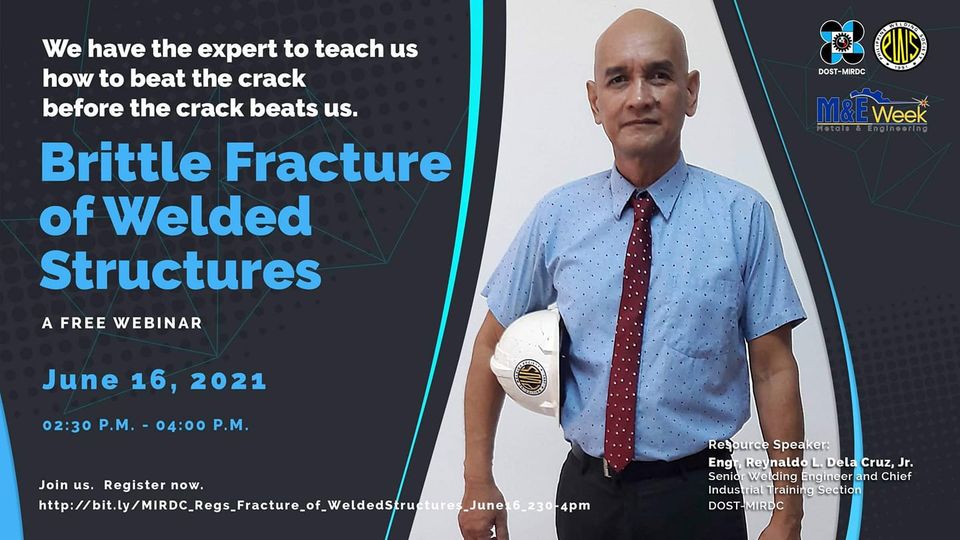 We have the expert to teach us
how to beat the crack
before the crack beats us.
Brittle Fracture
of Welded
Structures
A FREE WEBINAR
June 16, 2021
02:30 P.M. - 04:00 P.M.
Join us. Register now.
http://bit.ly/MIRDC_Regs_Fracture_of_WeldedStructures_June16_230-4pm
DOST-MIRDC
PWS
M&E Week
Metals & Engineering
PWS
Resource Speaker:
Engr, Reynaldo L. Dela Cruz, Jr.
Senior Welding Engineer and Chief
Industrial Training Section
DOST-MIRDC